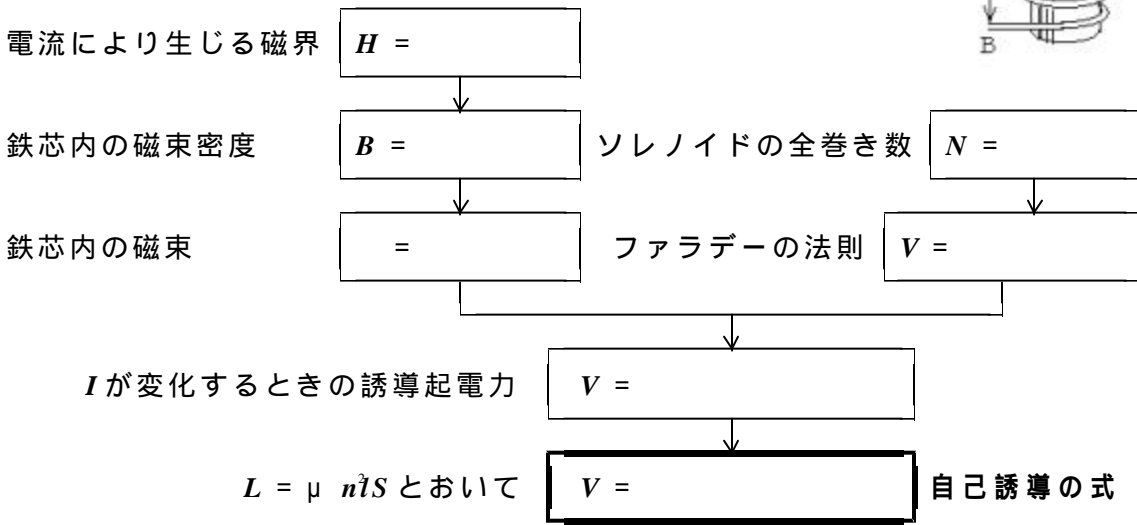 B
電流により生じる磁界 H =
鉄芯内の磁束密度 B = ソレノイドの全巻き数 N =
鉄芯内の磁束 = ファラデーの法則 V =
Iが変化するときの誘導起電力 V =
L = μ n²lS とおいて V = 自己誘導の式